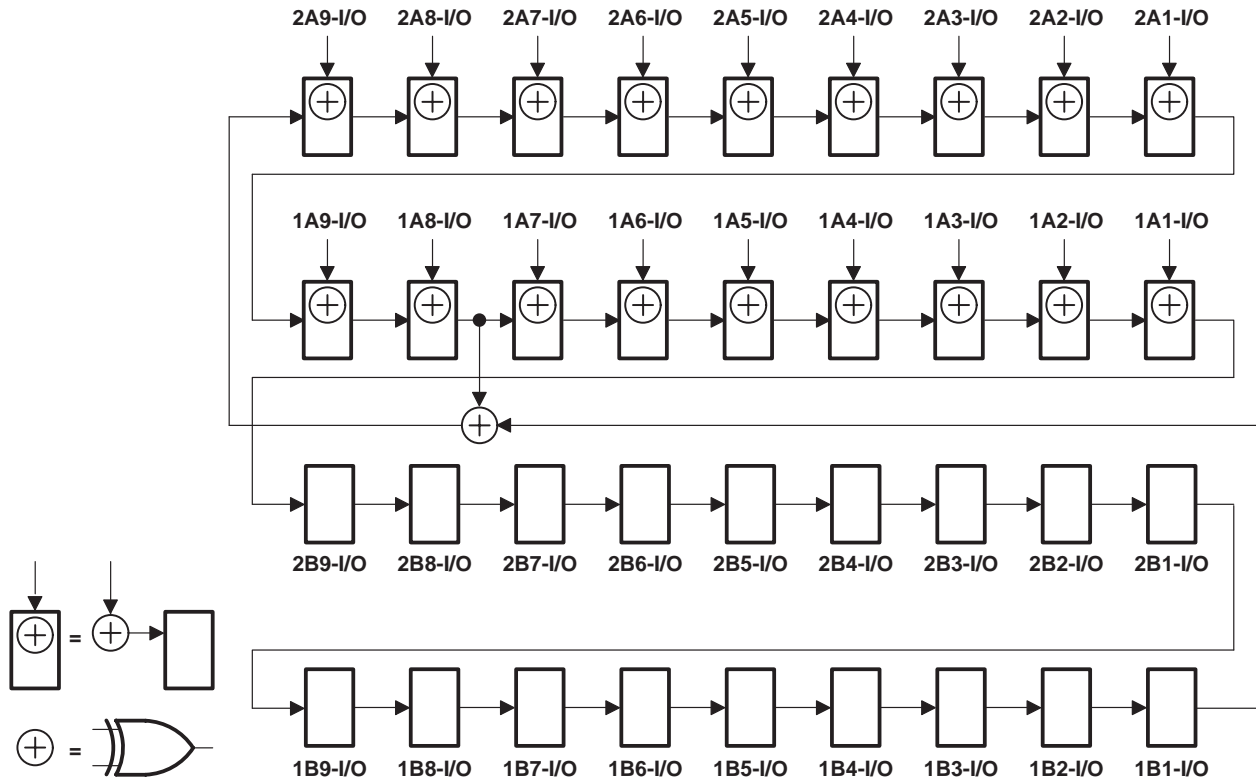 2A9-I/O 2A8-I/O 2A7-I/O 2A6-I/O 2A5-I/O 2A4-I/O 2A3-I/O 2A2-I/O 2A1-I/O
1A9-I/O 1A8-I/O 1A7-I/O 1A6-I/O 1A5-I/O 1A4-I/O 1A3-I/O 1A2-I/O 1A1-I/O
2B9-I/O 2B8-I/O 2B7-I/O 2B6-I/O 2B5-I/O 2B4-I/O 2B3-I/O 2B2-I/O 2B1-I/O
=
=
1B9-I/O 1B8-I/O 1B7-I/O 1B6-I/O 1B5-I/O 1B4-I/O 1B3-I/O 1B2-I/O 1B1-I/O